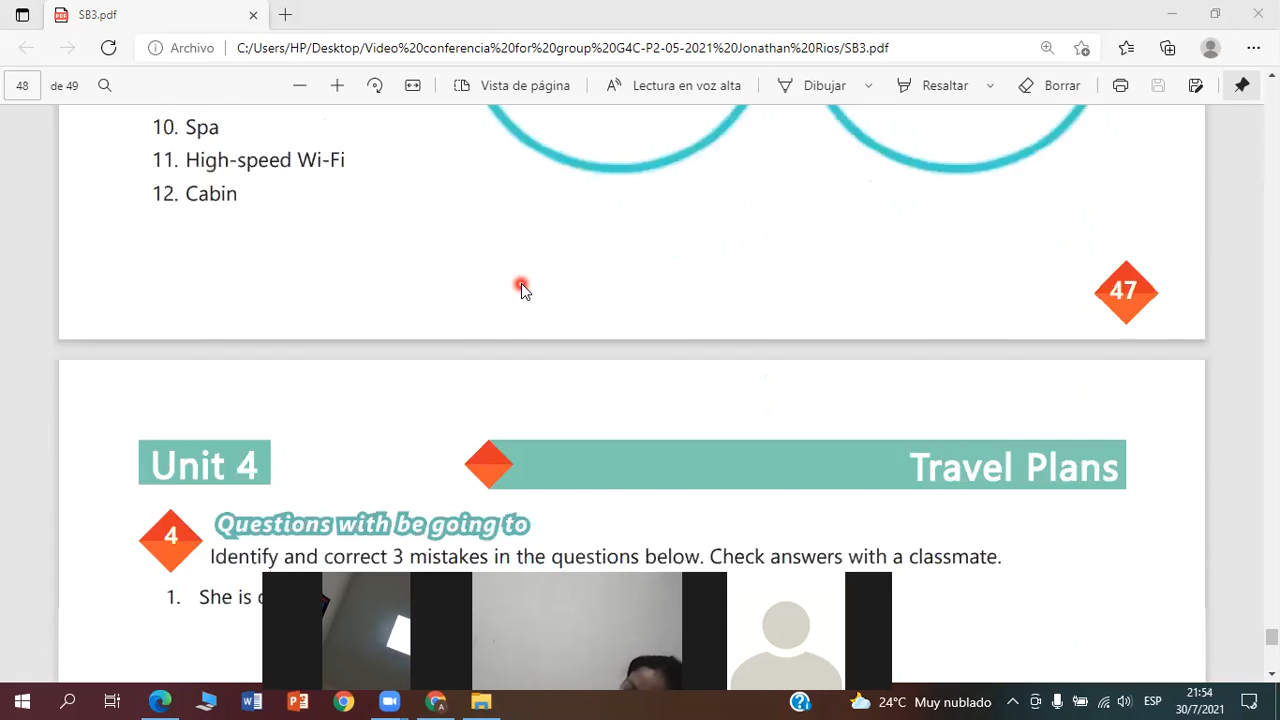 SB3.pdf
Archivo C:/Users/HP/Desktop/Video%20conferencia%20for%20group%20G4C-P2-05-2021%20Jonathan%20Rios/SB3.pdf
48 de 49 Vista de página Lectura en voz alta Dibujar Resaltar Borrar
10. Spa
11. High-speed Wi-Fi
12. Cabin
47
Unit 4 Travel Plans
4 Questions with be going to
Identify and correct 3 mistakes in the questions below. Check answers with a classmate.
1. She is
24°C Muy nublado ESP 21:54
30/7/2021